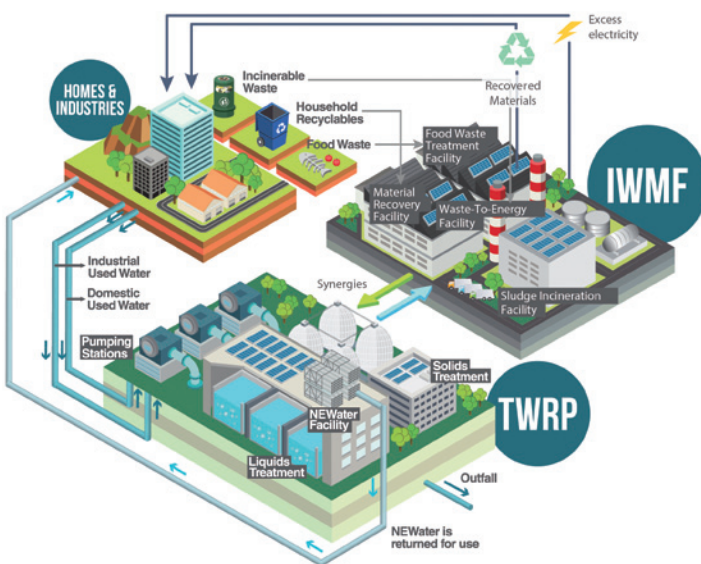 Excess
electricity
HOMES &
INDUSTRIES
Incinerable
Waste
Household
Recyclables
Food Waste
Recovered
Materials
Food Waste
Treatment
Facility
Material
Recovery
Facility
Waste-To-Energy
Facility
IWMF
Sludge Incineration
Facility
Industrial
Used Water
Domestic
Used Water
Synergies
Pumping
Stations
Solids
Treatment
NEWater
Facility
Liquids
Treatment
TWRP
Outfall
NEWater is
returned for use